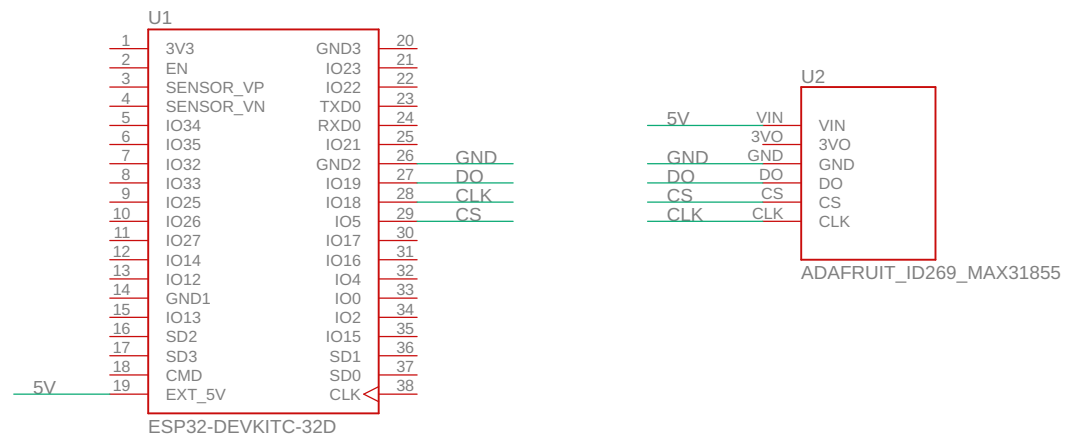 U1
1 3V3 GND3 20
2 EN IO23 21
3 SENSOR_VP IO22 22
4 SENSOR_VN TXD0 23
5 IO34 RXD0 24
6 IO35 IO21 25
7 IO32 GND2 26 GND
8 IO33 IO19 27 DO
9 IO25 IO18 28 CLK
10 IO26 IO5 29 CS
11 IO27 IO17 30
12 IO14 IO16 31
13 IO12 IO4 32
14 GND1 IO0 33
15 IO13 IO2 34
16 SD2 IO15 35
17 SD3 SD1 36
18 CMD SD0 37
5V 19 EXT_5V CLK 38
ESP32-DEVKITC-32D
U2
5V VIN VIN
3VO 3VO
GND GND GND
DO DO DO
CS CS CS
CLK CLK CLK
ADAFRUIT_ID269_MAX31855